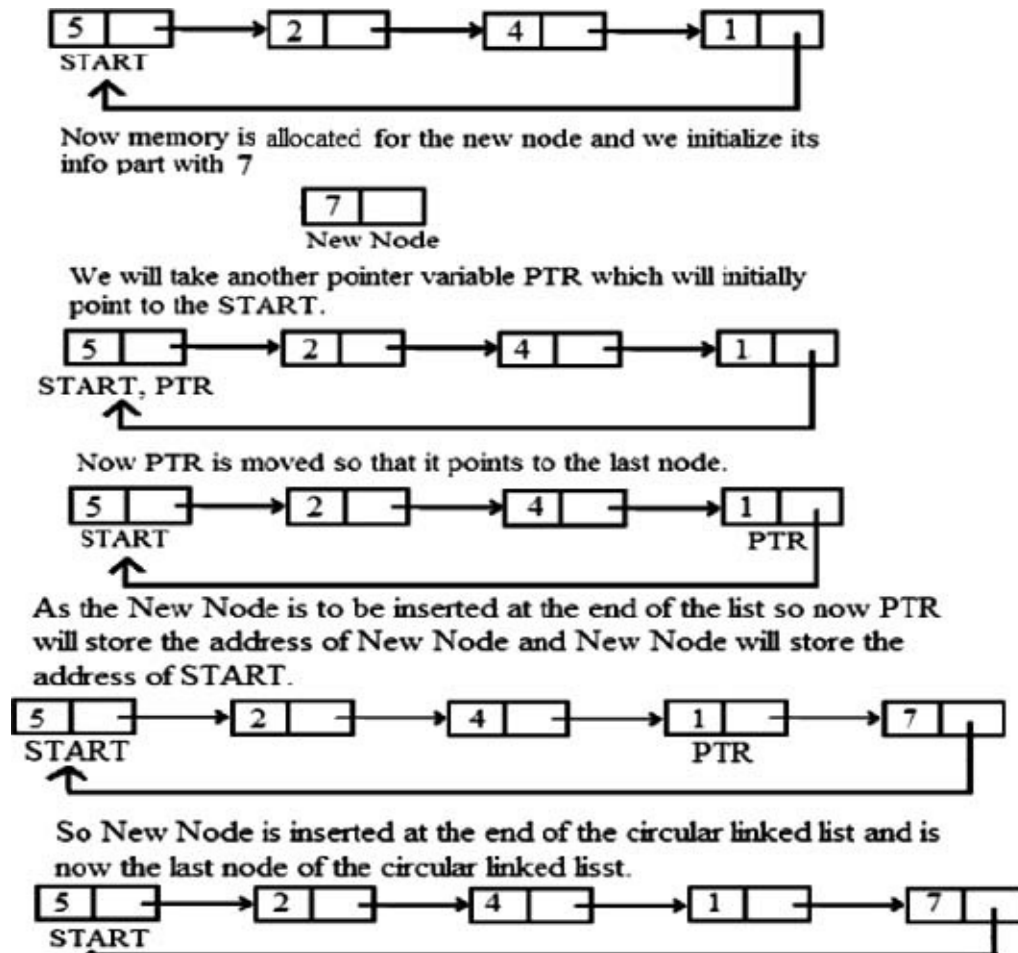 5 2 4 1
START
Now memory is allocated for the new node and we initialize its
info part with 7
7
New Node
We will take another pointer variable PTR which will initially
point to the START.
5 2 4 1
START, PTR
Now PTR is moved so that it points to the last node.
5 2 4 1
START PTR
As the New Node is to be inserted at the end of the list so now PTR
will store the address of New Node and New Node will store the
address of START.
5 2 4 1 7
START PTR
So New Node is inserted at the end of the circular linked list and is
now the last node of the circular linked lisst.
5 2 4 1 7
START